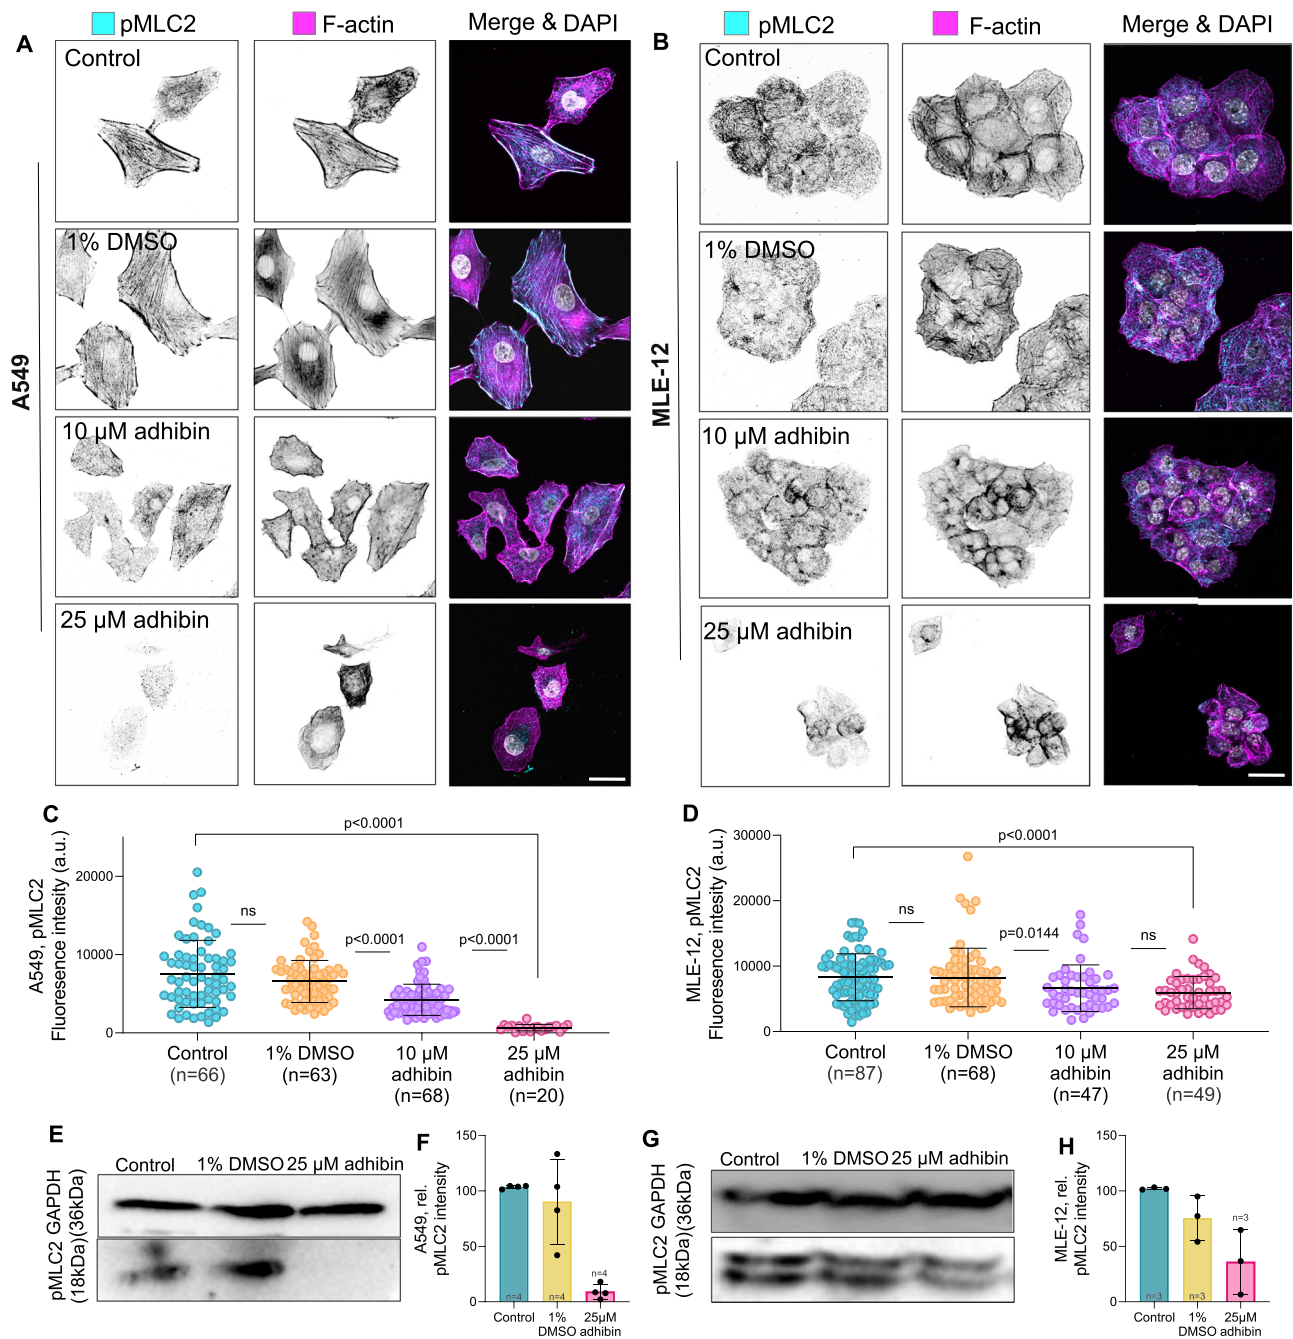 A
pMLC2
F-actin
Merge & DAPI
Control
1% DMSO
10 µM adhibin
25 µM adhibin
A549
B
pMLC2
F-actin
Merge & DAPI
Control
1% DMSO
10 µM adhibin
25 µM adhibin
MLE-12
C
A549, pMLC2
Fluorescence intesity (a.u.)
20000
10000
0
p<0.0001
ns
p<0.0001
p<0.0001
Control
(n=66)
1% DMSO
(n=63)
10 µM
adhibin
(n=68)
25 µM
adhibin
(n=20)
D
MLE-12, pMLC2
Fluorescence intesity (a.u.)
30000
20000
10000
0
p<0.0001
ns
p=0.0144
ns
Control
(n=87)
1% DMSO
(n=68)
10 µM
adhibin
(n=47)
25 µM
adhibin
(n=49)
E
Control
1% DMSO
25 µM adhibin
pMLC2 GAPDH
(18kDa)(36kDa)
F
A549, rel.
pMLC2 intensity
150
100
50
0
n=4
n=4
n=4
Control
1%
DMSO
25µM
adhibin
G
Control
1% DMSO
25 µM adhibin
pMLC2 GAPDH
(18kDa)(36kDa)
H
MLE-12, rel.
pMLC2 intensity
150
100
50
0
n=3
n=3
n=3
Control
1%
DMSO
25µM
adhibin